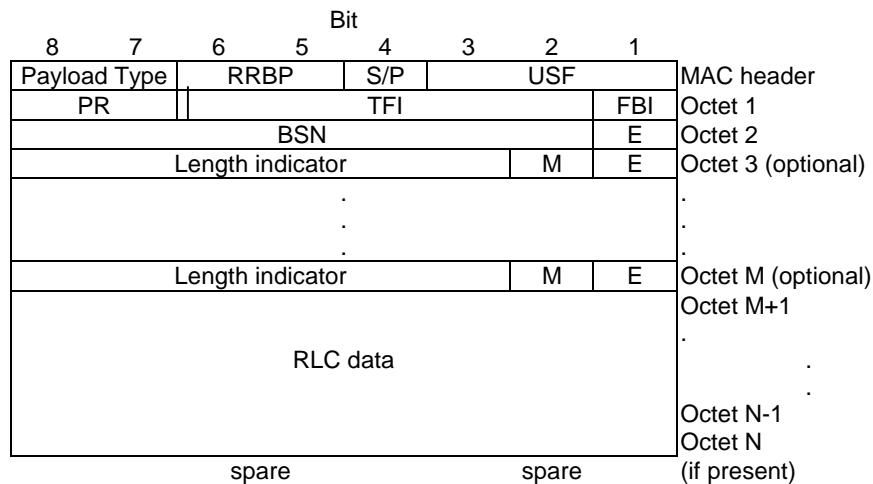 Bit
8 7 6 5 4 3 2 1
Payload Type RRBP S/P USF MAC header
PR TFI FBI Octet 1
BSN E Octet 2
Length indicator M E Octet 3 (optional)
. .
. .
. .
Length indicator M E Octet M (optional)
Octet M+1
.
RLC data .
.
Octet N-1
Octet N
spare spare (if present)